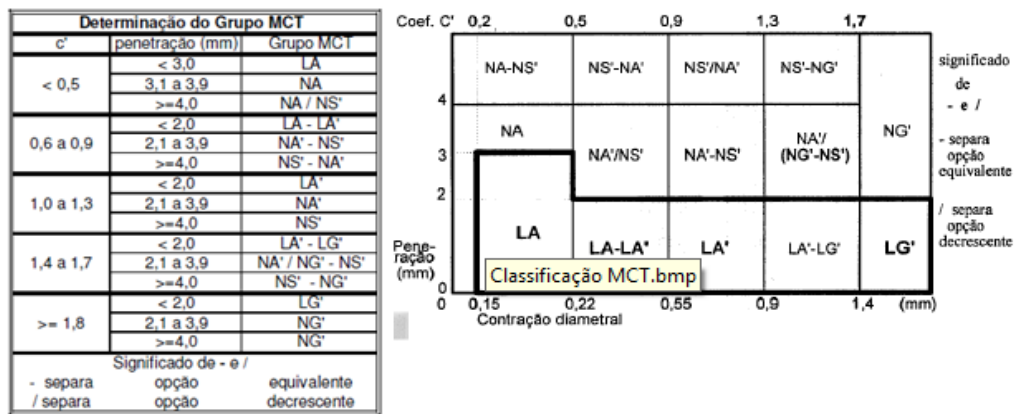 Determinação do Grupo MCT
c' penetração (mm) Grupo MCT
< 0,5
< 3,0 LA
3,1 a 3,9 NA
>=4,0 NA / NS'
0,6 a 0,9
< 2,0 LA - LA'
2,1 a 3,9 NA' - NS'
>=4,0 NS' - NA'
1,0 a 1,3
< 2,0 LA'
2,1 a 3,9 NA'
>=4,0 NS'
1,4 a 1,7
< 2,0 LA' - LG'
2,1 a 3,9 NA' / NG' - NS'
>=4,0 NS' - NG'
>= 1,8
< 2,0 LG'
2,1 a 3,9 NG'
>=4,0 NG'
Significado de - e /
- separa opção equivalente
/ separa opção decrescente
Coef. C' 0,2 0,5 0,9 1,3 1,7
NA-NS' NS'-NA' NS'/NA' NS'-NG'
4
NA
NA'/NS' NA'-NS' NA'/
(NG'-NS') NG'
3
2
LA LA-LA' LA' LA'-LG' LG'
Pene-
ração
(mm)
Classificação MCT.bmp
0
0 0,15 0,22 0,55 0,9 1,4 (mm)
Contração diametral
significado
de
- e /
- separa
opção
equivalente
/ separa
opção
decrescente